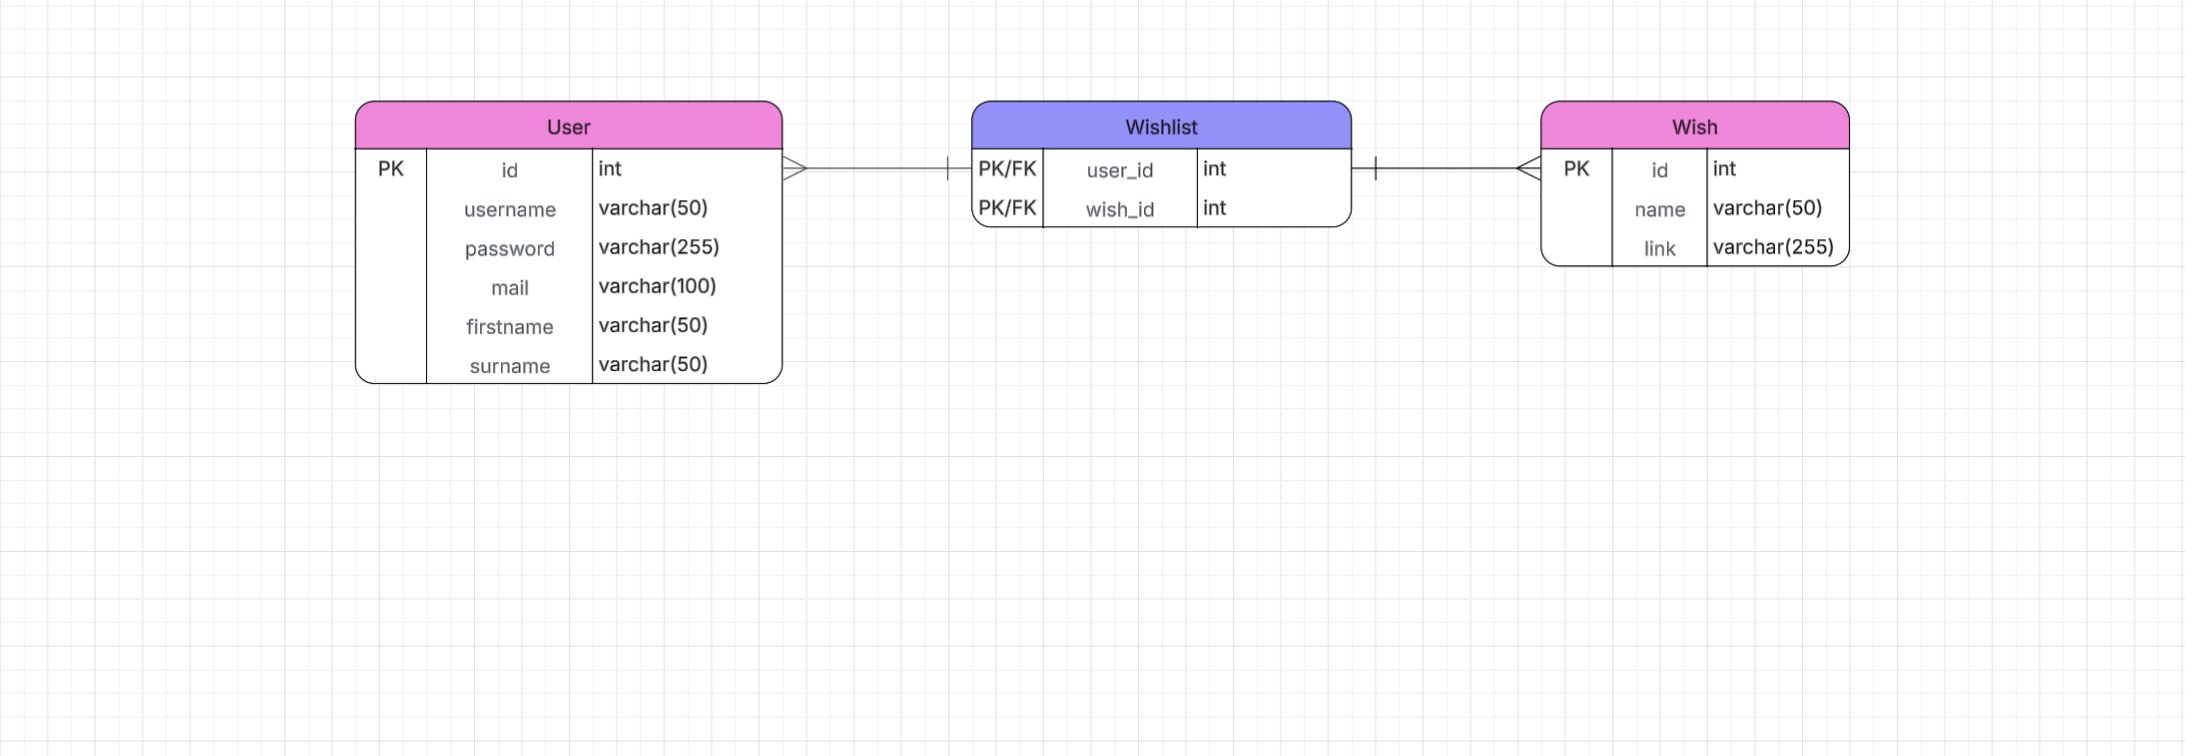 User
PK id int
username varchar(50)
password varchar(255)
mail varchar(100)
firstname varchar(50)
surname varchar(50)
Wishlist
PK/FK user_id int
PK/FK wish_id int
Wish
PK id int
name varchar(50)
link varchar(255)